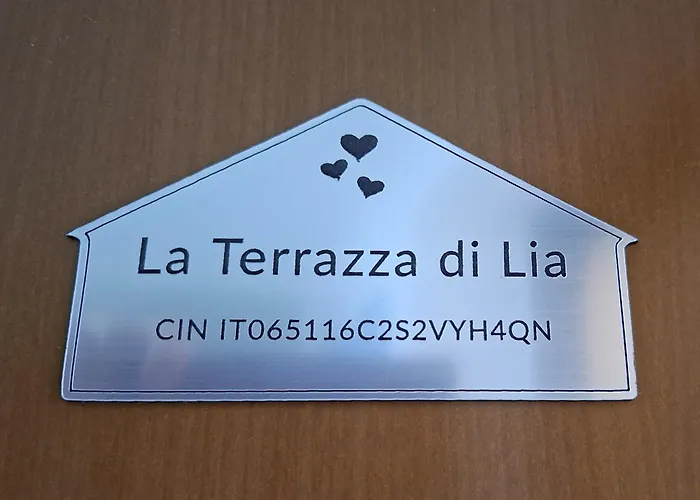 La Terrazza di Lia
CIN IT065116C2S2VYH4QN